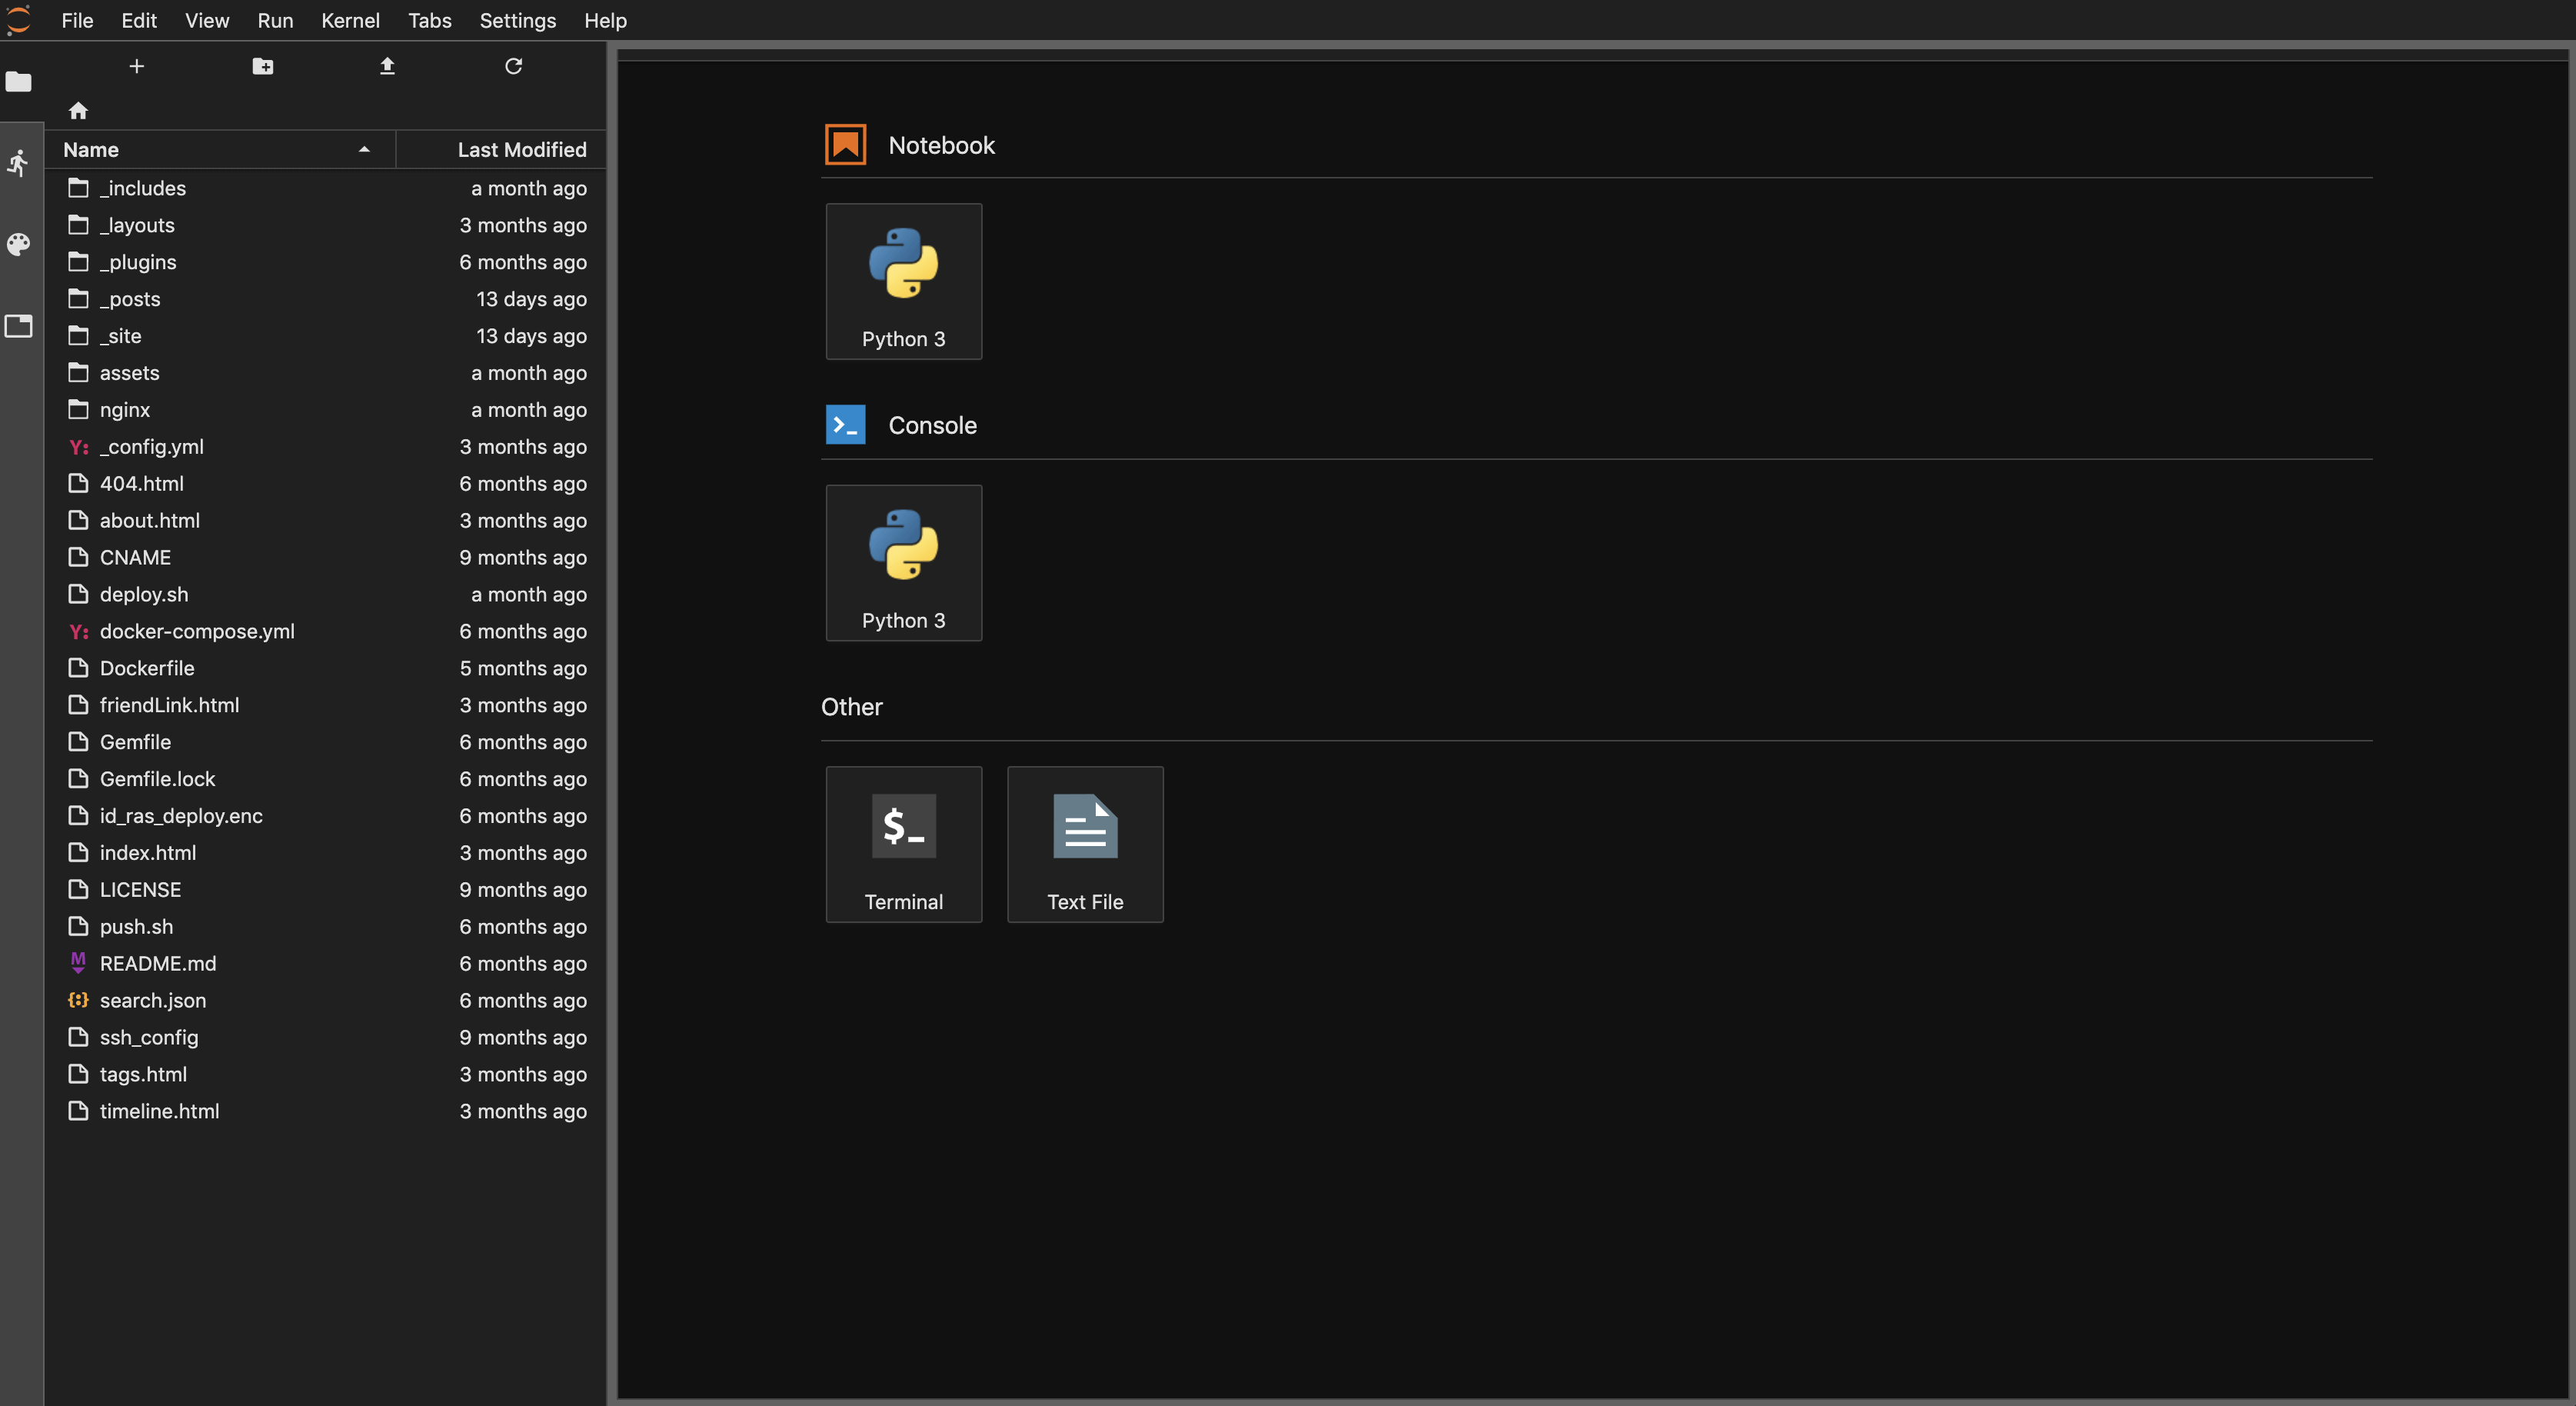 File Edit View Run Kernel Tabs Settings Help
Name Last Modified
_includes a month ago
_layouts 3 months ago
_plugins 6 months ago
_posts 13 days ago
_site 13 days ago
assets a month ago
nginx a month ago
Y: _config.yml 3 months ago
404.html 6 months ago
about.html 3 months ago
CNAME 9 months ago
deploy.sh a month ago
Y: docker-compose.yml 6 months ago
Dockerfile 5 months ago
friendLink.html 3 months ago
Gemfile 6 months ago
Gemfile.lock 6 months ago
id_ras_deploy.enc 6 months ago
index.html 3 months ago
LICENSE 9 months ago
push.sh 6 months ago
M README.md 6 months ago
{:} search.json 6 months ago
ssh_config 9 months ago
tags.html 3 months ago
timeline.html 3 months ago
Notebook
Python 3
>_ Console
Python 3
Other
$_
Terminal
Text File